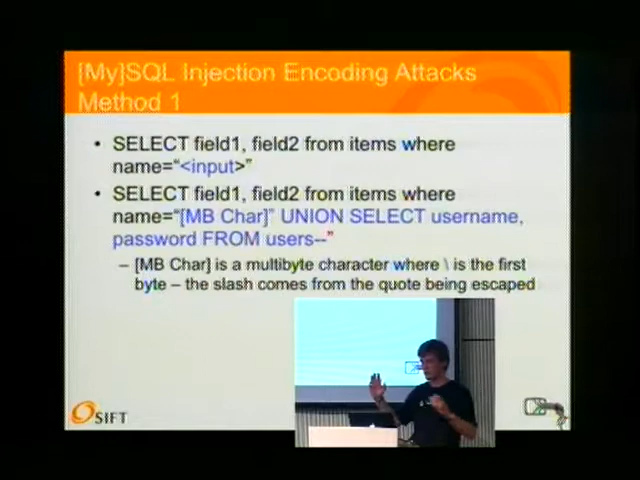 [My]SQL Injection Encoding Attacks
Method 1
• SELECT field1, field2 from items where
name="<input>"
• SELECT field1, field2 from items where
name="[MB Char]" UNION SELECT username,
password FROM users--"
– [MB Char] is a multibyte character where \ is the first
byte – the slash comes from the quote being escaped
SIFT